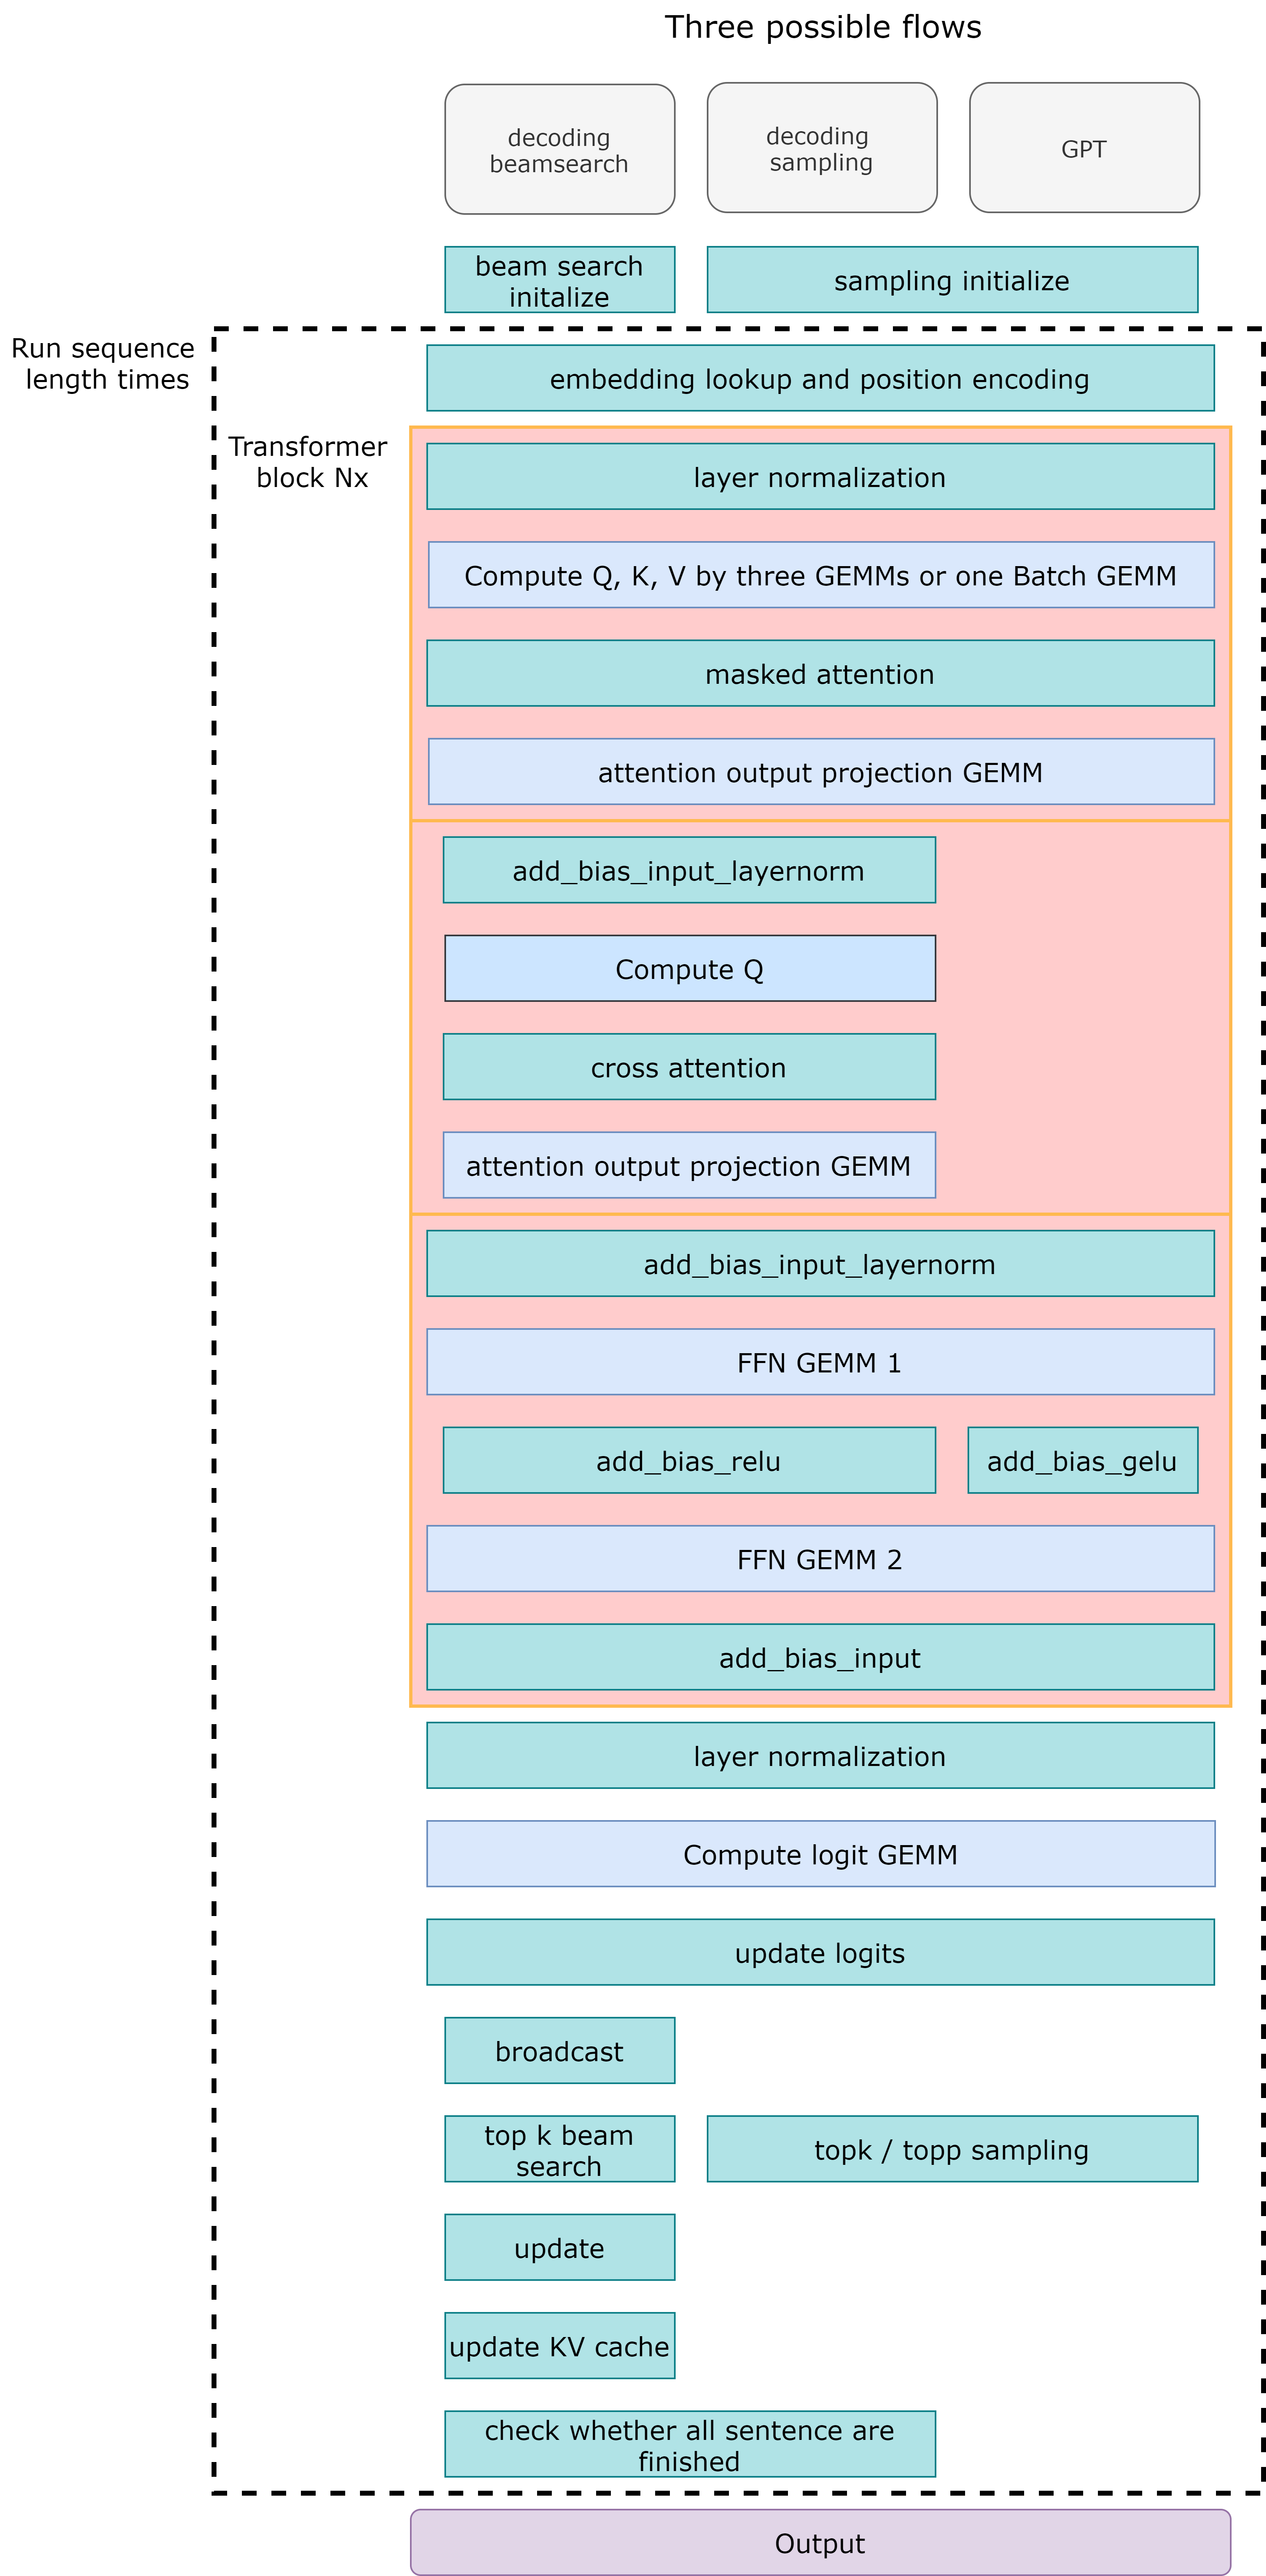 Three possible flows
decoding
beamsearch
decoding
sampling
GPT
beam search
initalize
sampling initialize
Run sequence
length times
embedding lookup and position encoding
Transformer
block Nx
layer normalization
Compute Q, K, V by three GEMMs or one Batch GEMM
masked attention
attention output projection GEMM
add_bias_input_layernorm
Compute Q
cross attention
attention output projection GEMM
add_bias_input_layernorm
FFN GEMM 1
add_bias_relu
add_bias_gelu
FFN GEMM 2
add_bias_input
layer normalization
Compute logit GEMM
update logits
broadcast
top k beam
search
topk / topp sampling
update
update KV cache
check whether all sentence are
finished
Output